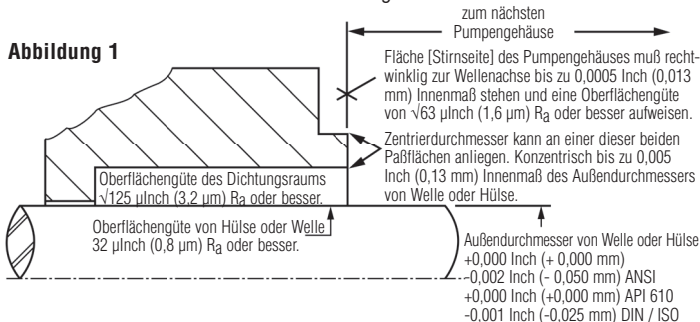 zum nächsten
Pumpengehäuse
Abbildung 1
Fläche [Stirnseite] des Pumpengehäuses muß recht-
winklig zur Wellenachse bis zu 0,0005 Inch (0,013
mm) Innenmaß stehen und eine Oberflächengüte
von √63 µInch (1,6 µm) Ra oder besser aufweisen.
Zentrierdurchmesser kann an einer dieser beiden
Paßflächen anliegen. Konzentrisch bis zu 0,005
Inch (0,13 mm) Innenmaß des Außendurchmessers
von Welle oder Hülse.
Oberflächengüte des Dichtungsraums
√125 µInch (3,2 µm) Ra oder besser.
Oberflächengüte von Hülse oder Welle
32 µInch (0,8 µm) Ra oder besser.
Außendurchmesser von Welle oder Hülse
+0,000 Inch (+ 0,000 mm)
-0,002 Inch (- 0,050 mm) ANSI
+0,000 Inch (+0,000 mm) API 610
-0,001 Inch (-0,025 mm) DIN / ISO